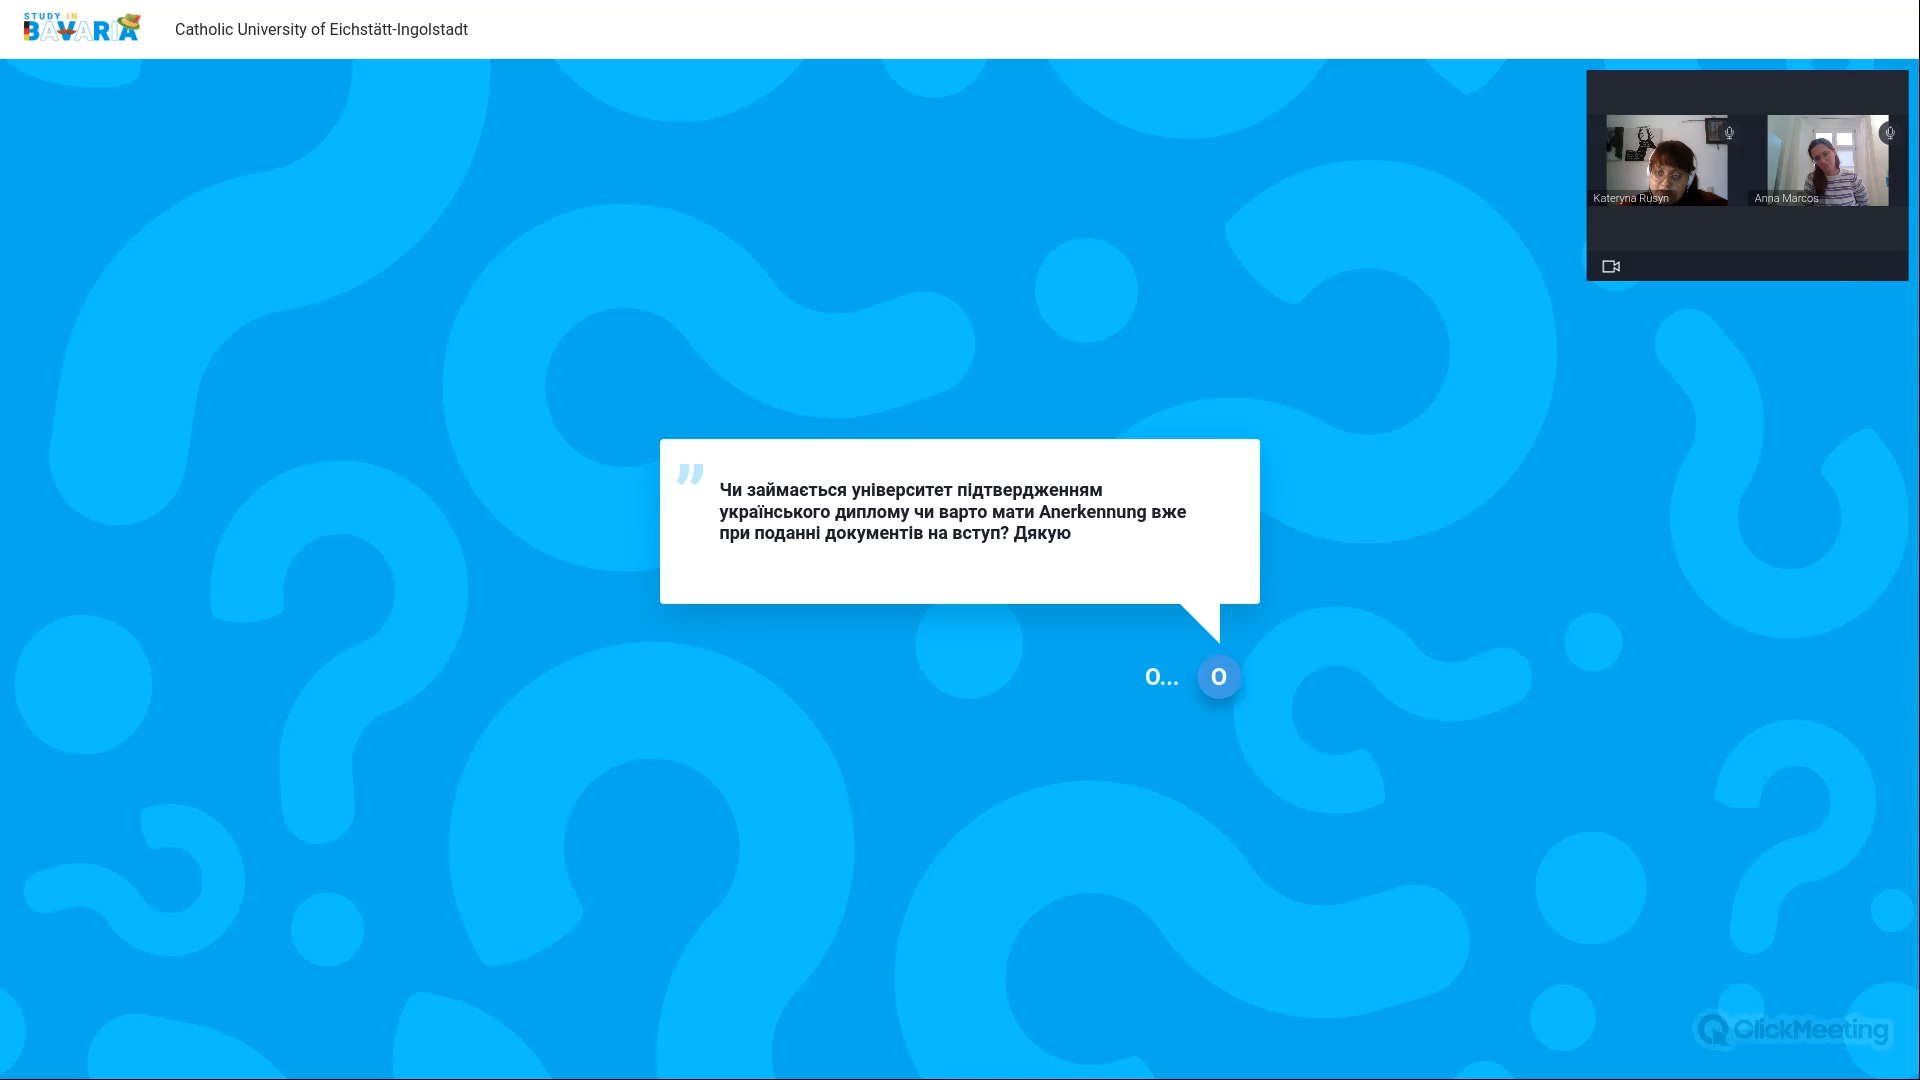 STUDY IN
BAVARIA
Catholic University of Eichstätt-Ingolstadt
Kateryna Rusyn
Anna Marcos
Чи займається університет підтвердженням
українського диплому чи варто мати Anerkennung вже
при поданні документів на вступ? Дякую
O... O
ClickMeeting